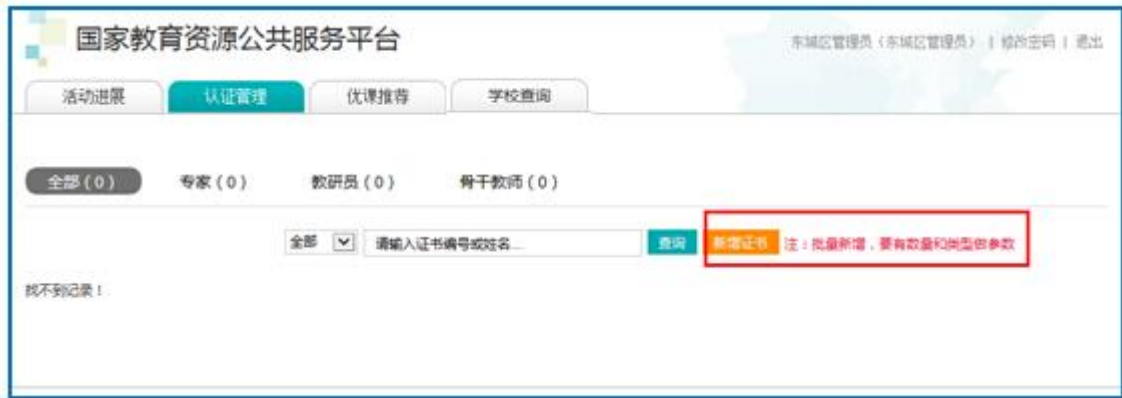 国家教育资源公共服务平台
东城区管理员（东城区管理员） | 修改密码 | 退出
活动进展 认证管理 优课推荐 学校查询
全部（0） 专家（0） 教研员（0） 骨干教师（0）
全部 请输入证书编号或姓名... 查询 新增证书 注：批量新增，要有数量和类型做参数
找不到记录！